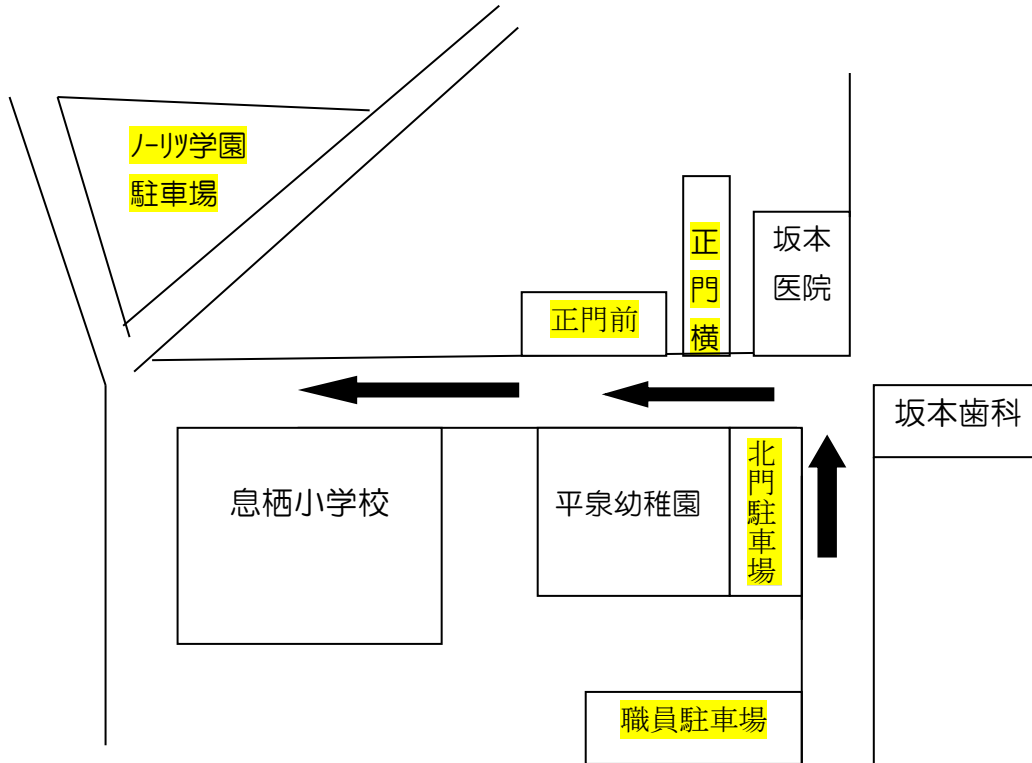 ノーリツ学園
駐車場
正門横
坂本
医院
正門前
坂本歯科
北門駐車場
息栖小学校
平泉幼稚園
職員駐車場